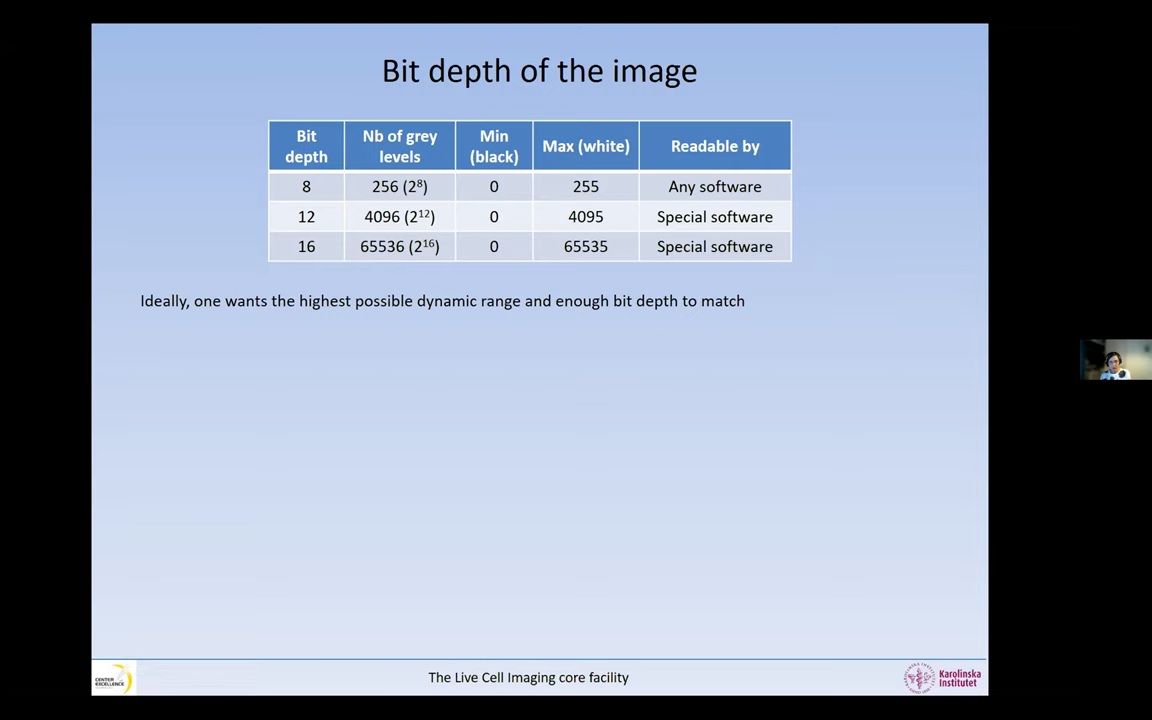 Bit depth of the image
Bit depth Nb of grey levels Min (black) Max (white) Readable by
8 256 (2⁸) 0 255 Any software
12 4096 (2¹²) 0 4095 Special software
16 65536 (2¹⁶) 0 65535 Special software
Ideally, one wants the highest possible dynamic range and enough bit depth to match
CENTER
EXCELLENCE
The Live Cell Imaging core facility
Karolinska
Institutet